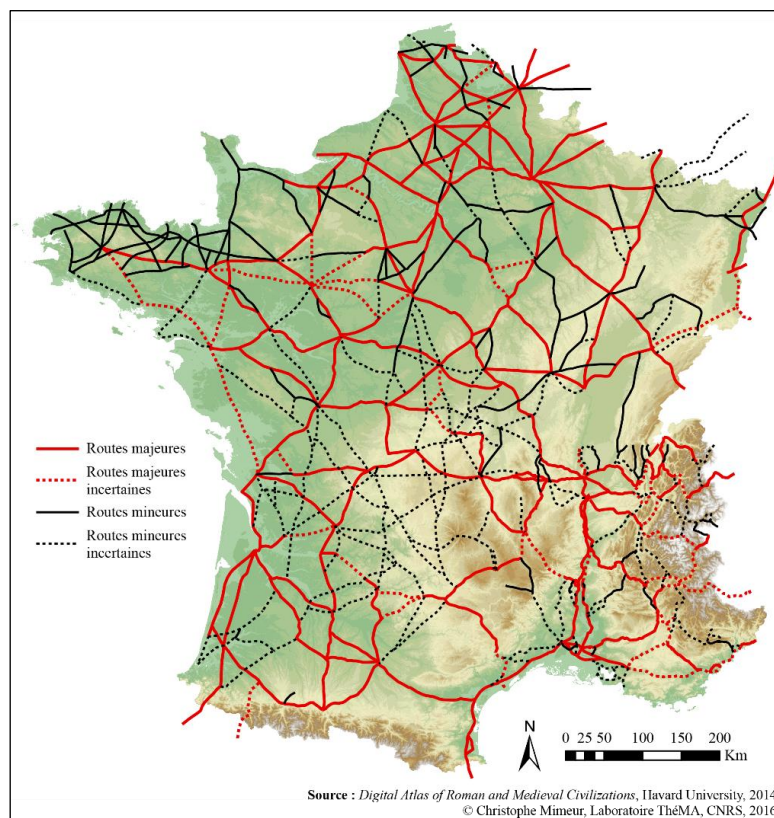 Routes majeures
Routes majeures
incertaines
Routes mineures
Routes mineures
incertaines
N
0 25 50 100 150 200
Km
Source : Digital Atlas of Roman and Medieval Civilizations, Havard University, 2014
© Christophe Mimeur, Laboratoire ThéMA, CNRS, 2016